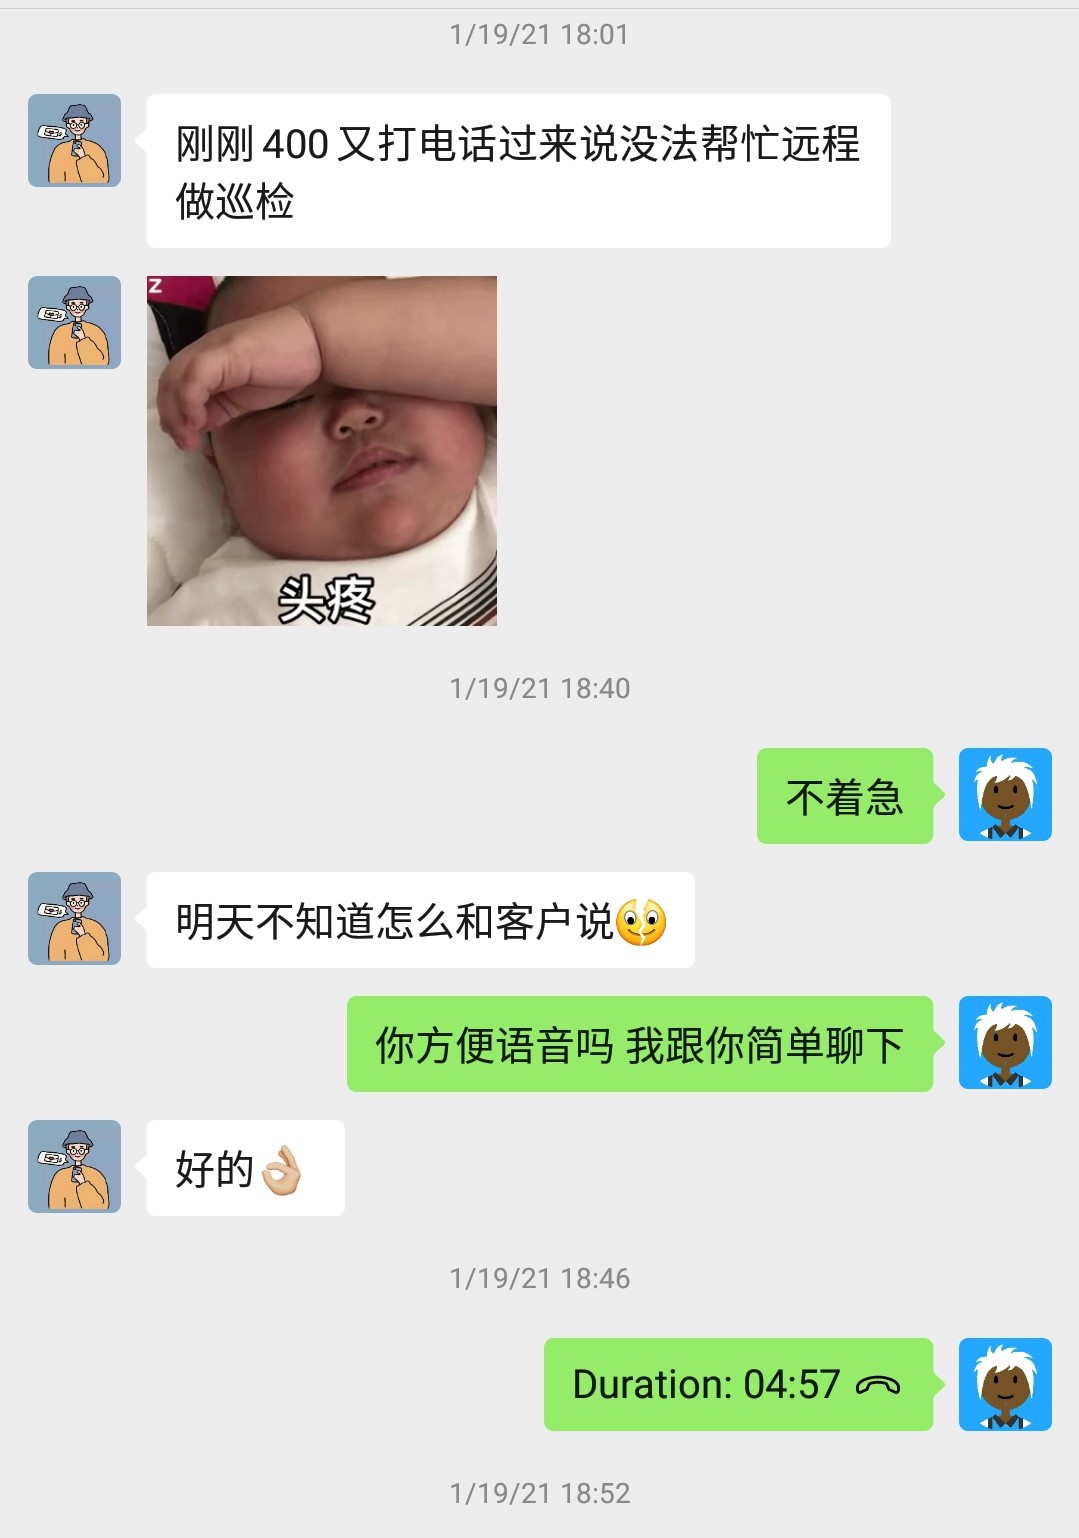 1/19/21 18:01
刚刚 400 又打电话过来说没法帮忙远程
做巡检
Z
头疼
1/19/21 18:40
不着急
明天不知道怎么和客户说
你方便语音吗 我跟你简单聊下
好的👌🏼
1/19/21 18:46
Duration: 04:57
1/19/21 18:52